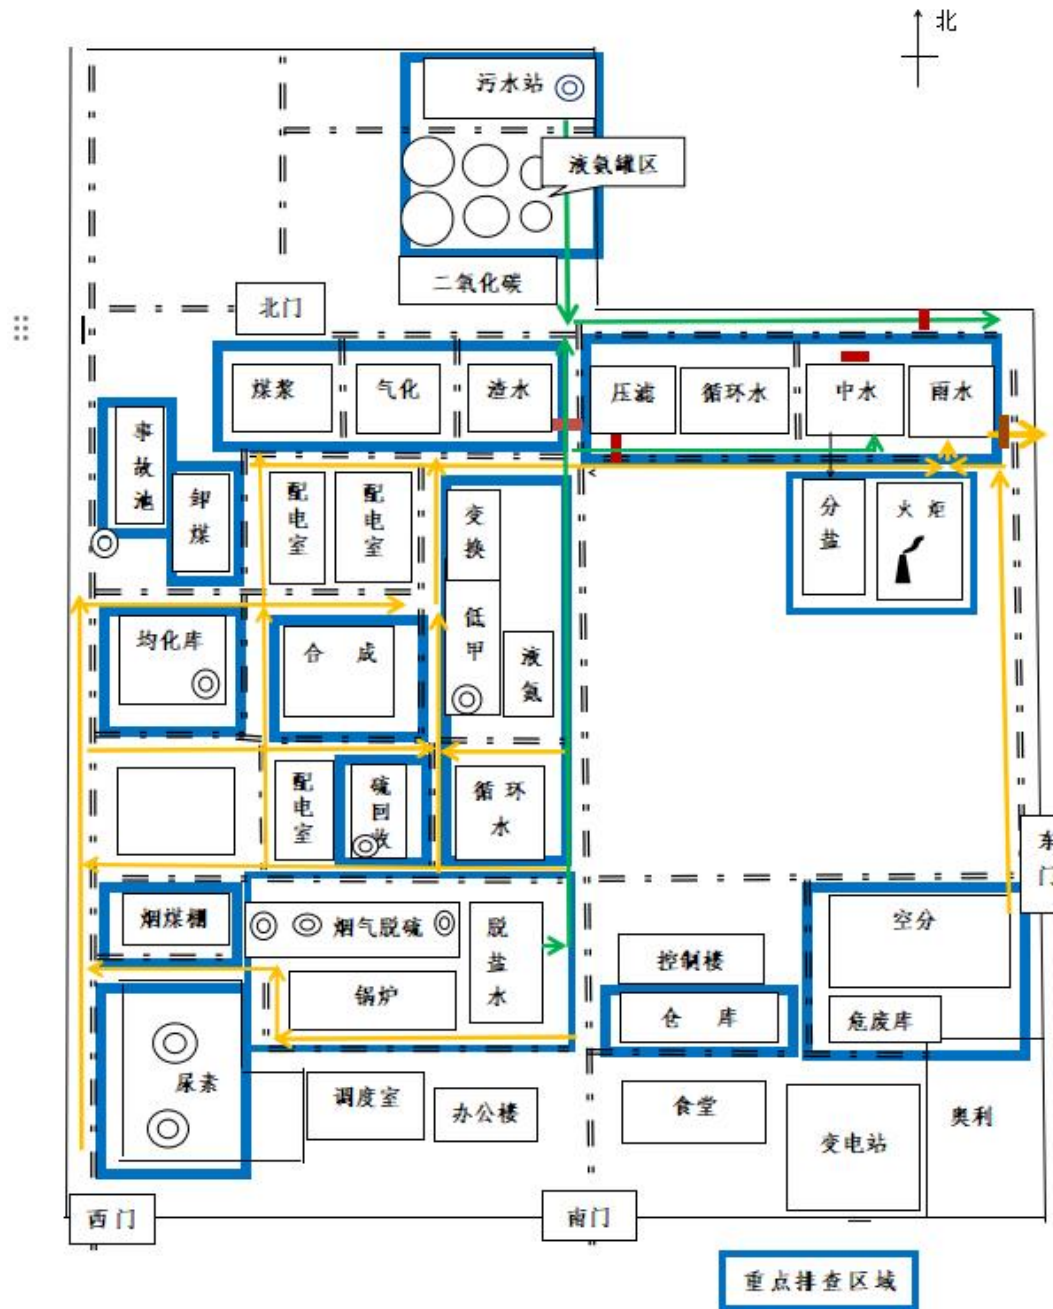 北
污水站
液氨罐区
二氧化碳
北门
煤浆
气化
渣水
压滤
循环水
中水
雨水
事故池
卸煤
配电室
配电室
变换
分盐
火炬
均化库
合成
低甲
液氨
配电室
硫回收
循环水
东门
烟煤棚
烟气脱硫
脱盐水
空分
控制楼
锅炉
仓库
危废库
尿素
调度室
办公楼
食堂
变电站
奥利
西门
南门
重点排查区域